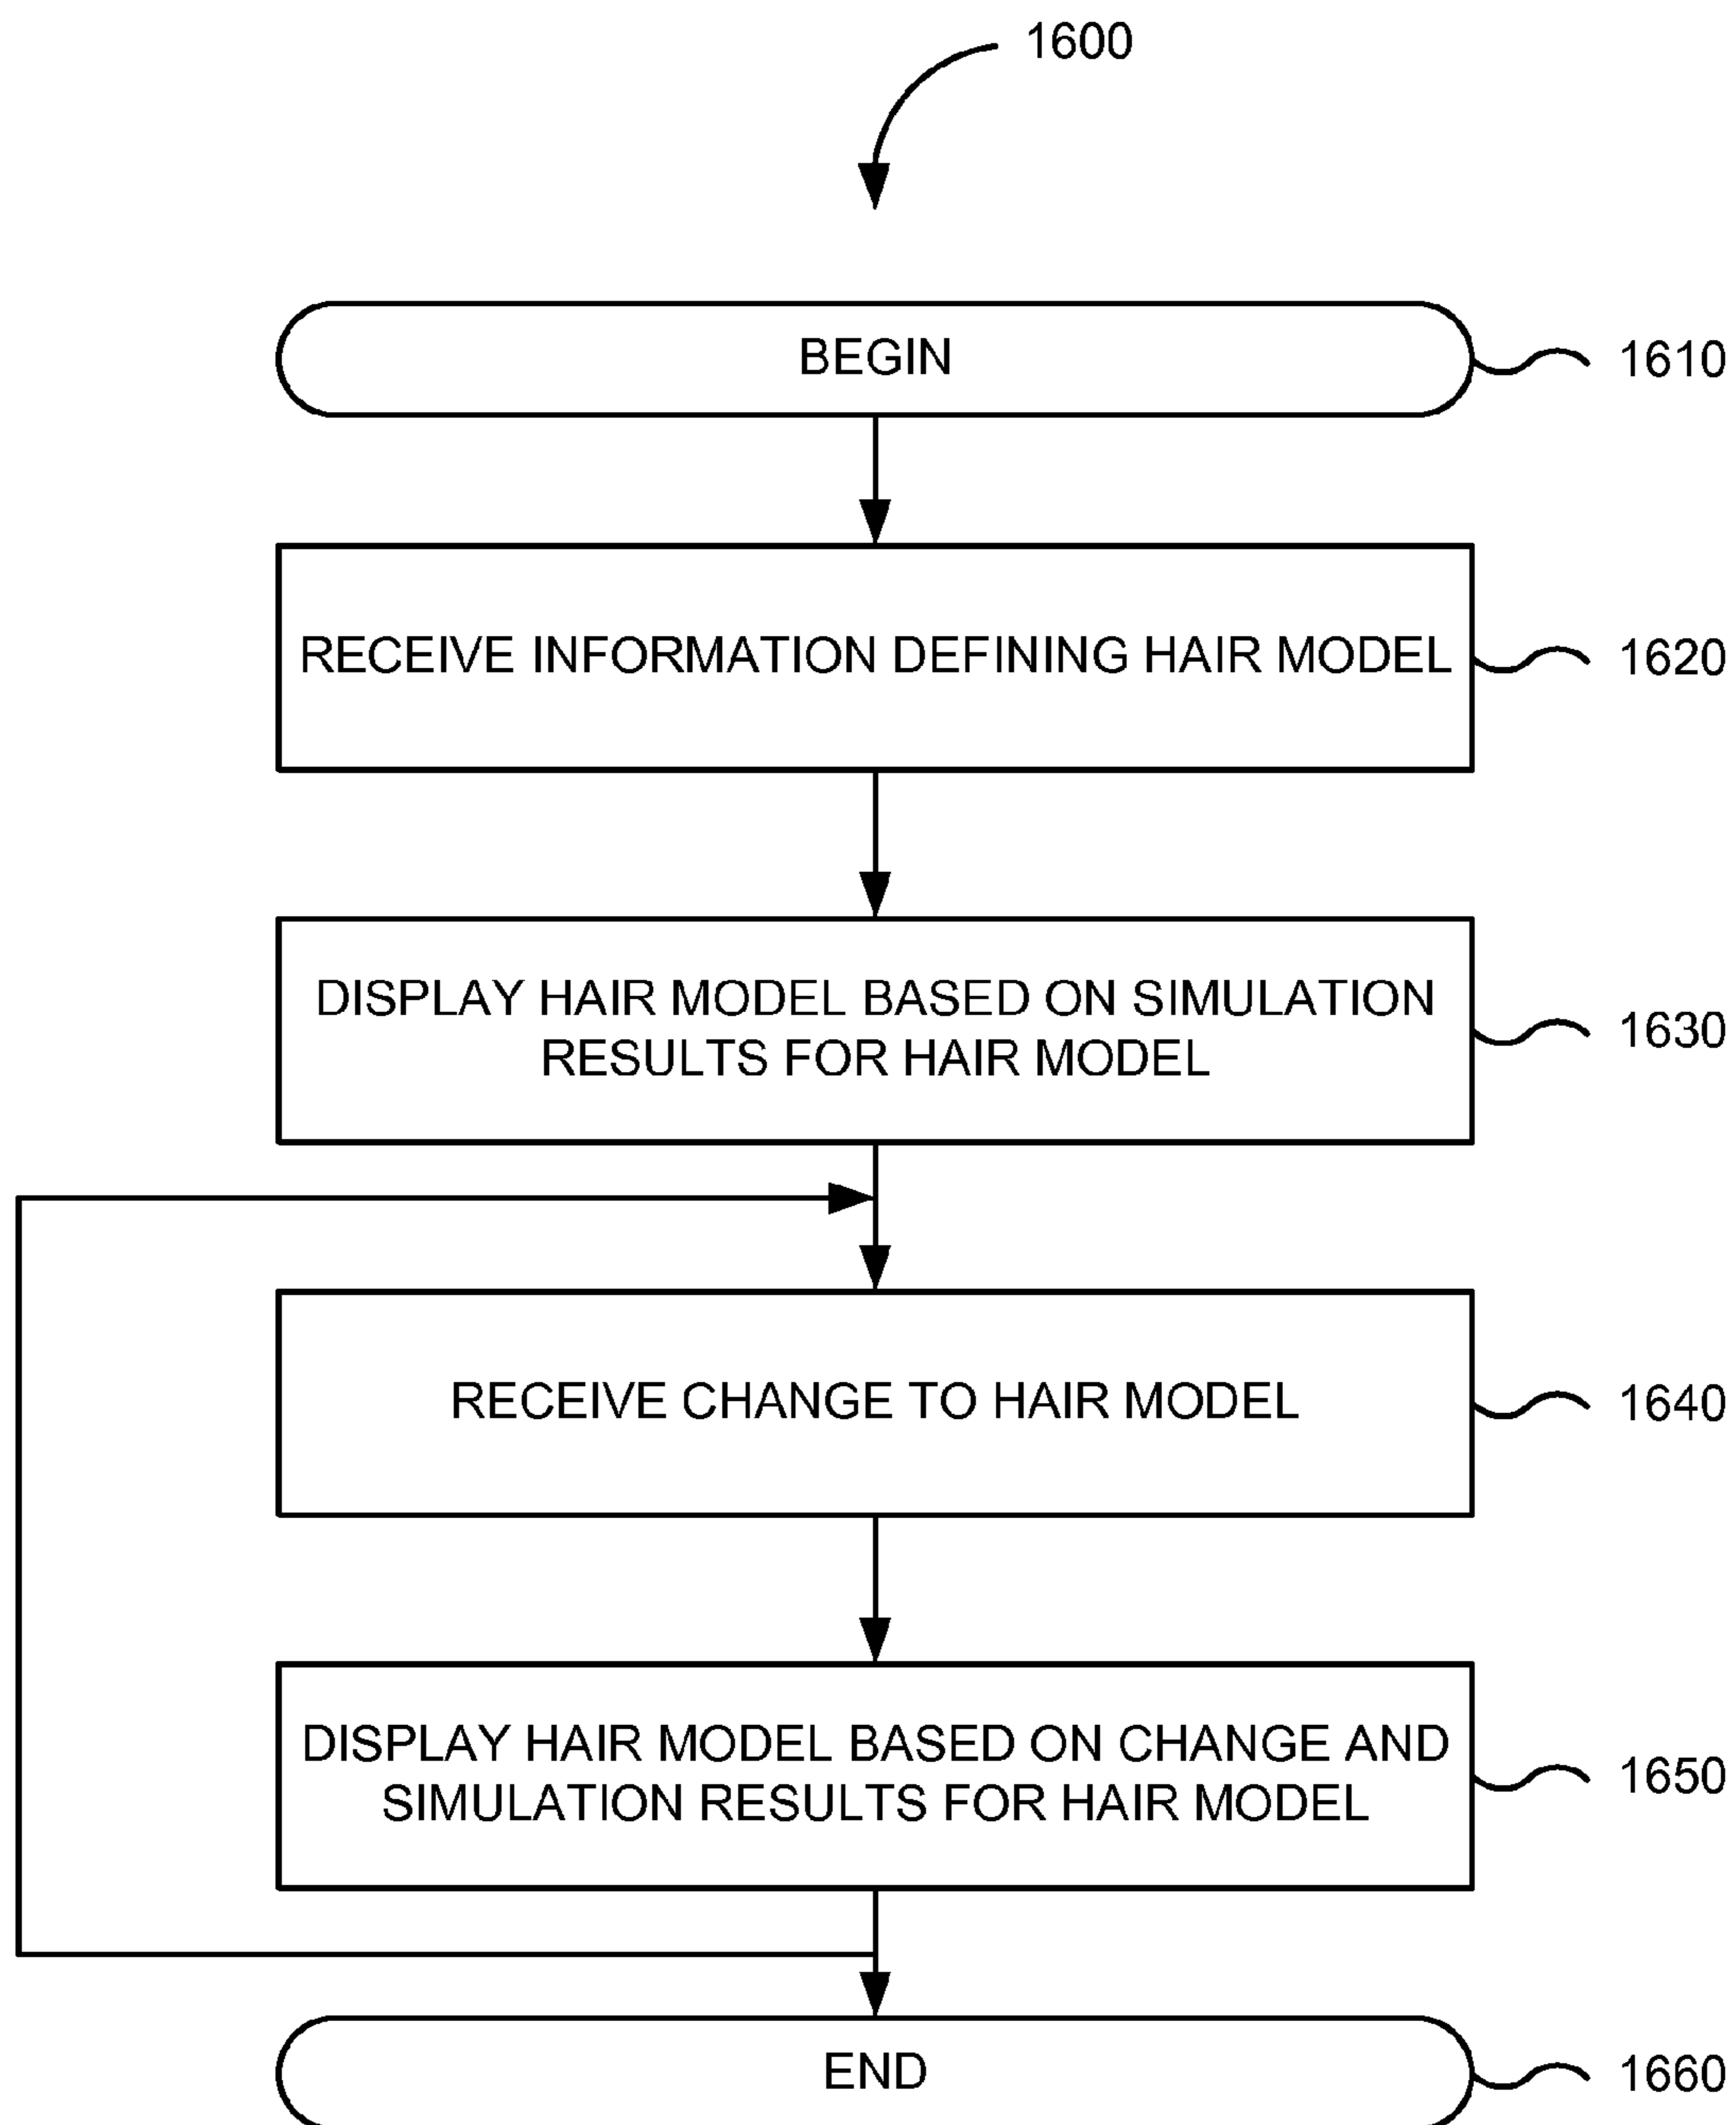 1600
BEGIN
1610
RECEIVE INFORMATION DEFINING HAIR MODEL
1620
DISPLAY HAIR MODEL BASED ON SIMULATION
RESULTS FOR HAIR MODEL
1630
RECEIVE CHANGE TO HAIR MODEL
1640
DISPLAY HAIR MODEL BASED ON CHANGE AND
SIMULATION RESULTS FOR HAIR MODEL
1650
END
1660